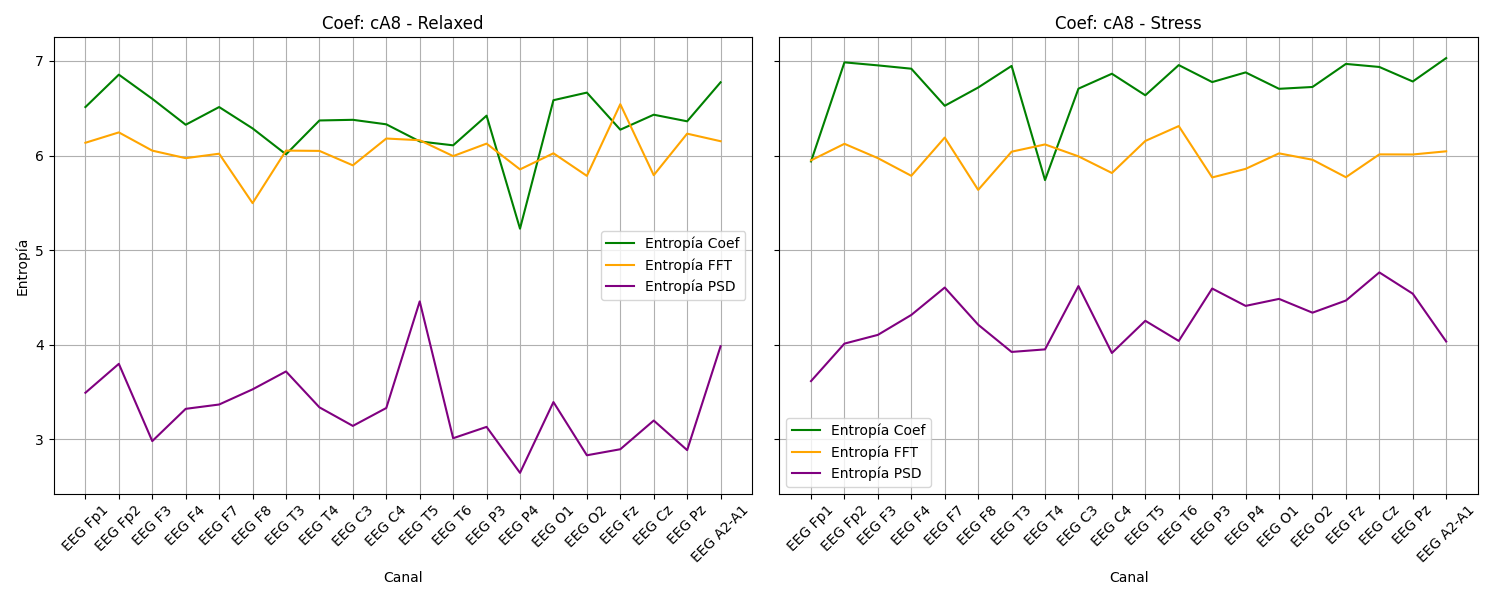 Coef: cA8 - Relaxed
Entropía
7
6
5
4
3
Entropía Coef
Entropía FFT
Entropía PSD
EEG Fp1
EEG Fp2
EEG F3
EEG F4
EEG F7
EEG F8
EEG T3
EEG T4
EEG C3
EEG C4
EEG T5
EEG T6
EEG P3
EEG P4
EEG O1
EEG O2
EEG Fz
EEG Cz
EEG Pz
EEG A2-A1
Canal
Coef: cA8 - Stress
Entropía Coef
Entropía FFT
Entropía PSD
EEG Fp1
EEG Fp2
EEG F3
EEG F4
EEG F7
EEG F8
EEG T3
EEG T4
EEG C3
EEG C4
EEG T5
EEG T6
EEG P3
EEG P4
EEG O1
EEG O2
EEG Fz
EEG Cz
EEG Pz
EEG A2-A1
Canal